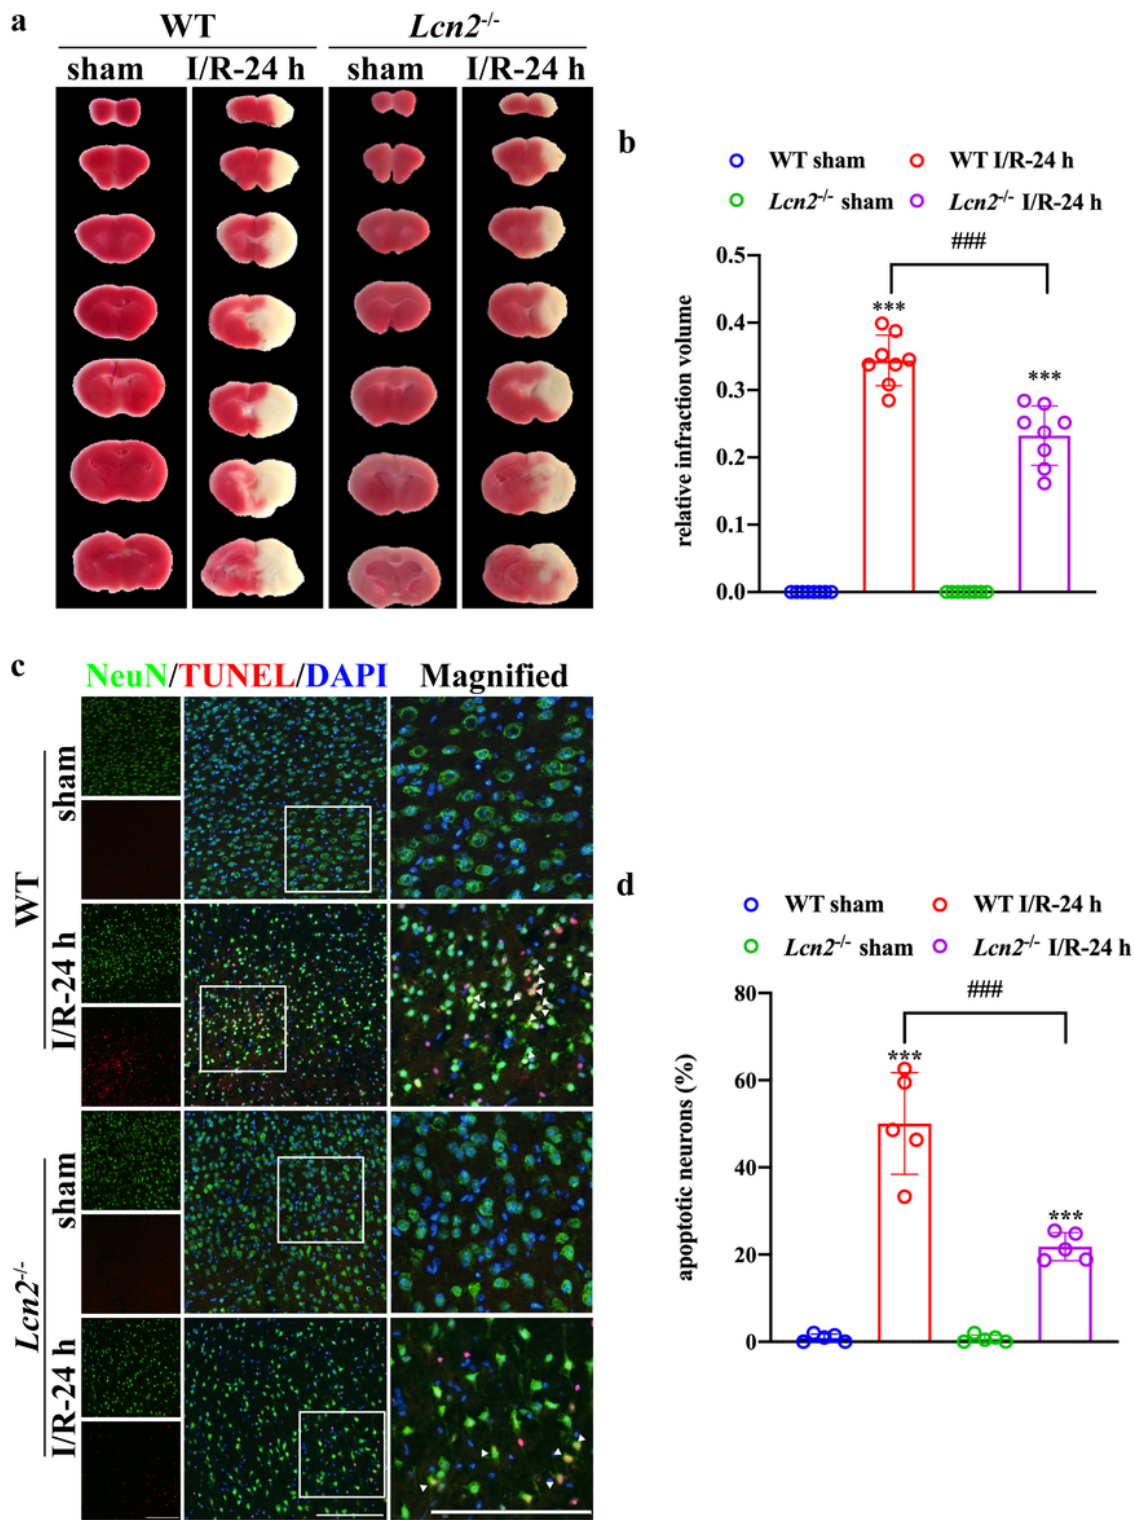 a
WT Lcn2-/-
sham I/R-24 h sham I/R-24 h
b
WT sham WT I/R-24 h
Lcn2-/- sham Lcn2-/- I/R-24 h
###
***
***
relative infraction volume
0.5
0.4
0.3
0.2
0.1
0.0
c
NeuN/TUNEL/DAPI Magnified
WT
sham
I/R-24 h
Lcn2-/-
sham
I/R-24 h
d
WT sham WT I/R-24 h
Lcn2-/- sham Lcn2-/- I/R-24 h
###
***
***
apoptotic neurons (%)
80
60
40
20
0